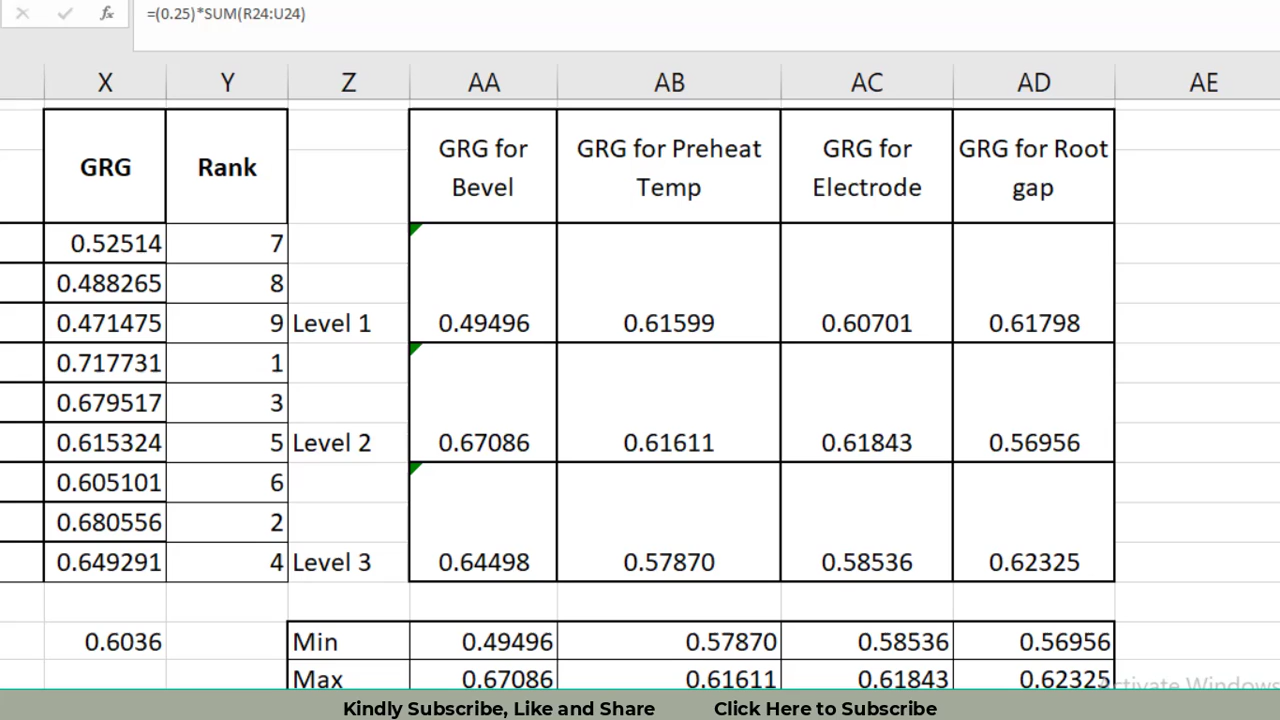 fx =(0.25)*SUM(R24:U24)
X Y Z AA AB AC AD AE
GRG Rank GRG for Bevel GRG for Preheat Temp GRG for Electrode GRG for Root gap
0.52514 7
0.488265 8
0.471475 9 Level 1 0.49496 0.61599 0.60701 0.61798
0.717731 1
0.679517 3
0.615324 5 Level 2 0.67086 0.61611 0.61843 0.56956
0.605101 6
0.680556 2
0.649291 4 Level 3 0.64498 0.57870 0.58536 0.62325
0.6036 Min 0.49496 0.57870 0.58536 0.56956
Max 0.67086 0.61611 0.61843 0.62325
Activate Windows
Kindly Subscribe, Like and Share Click Here to Subscribe